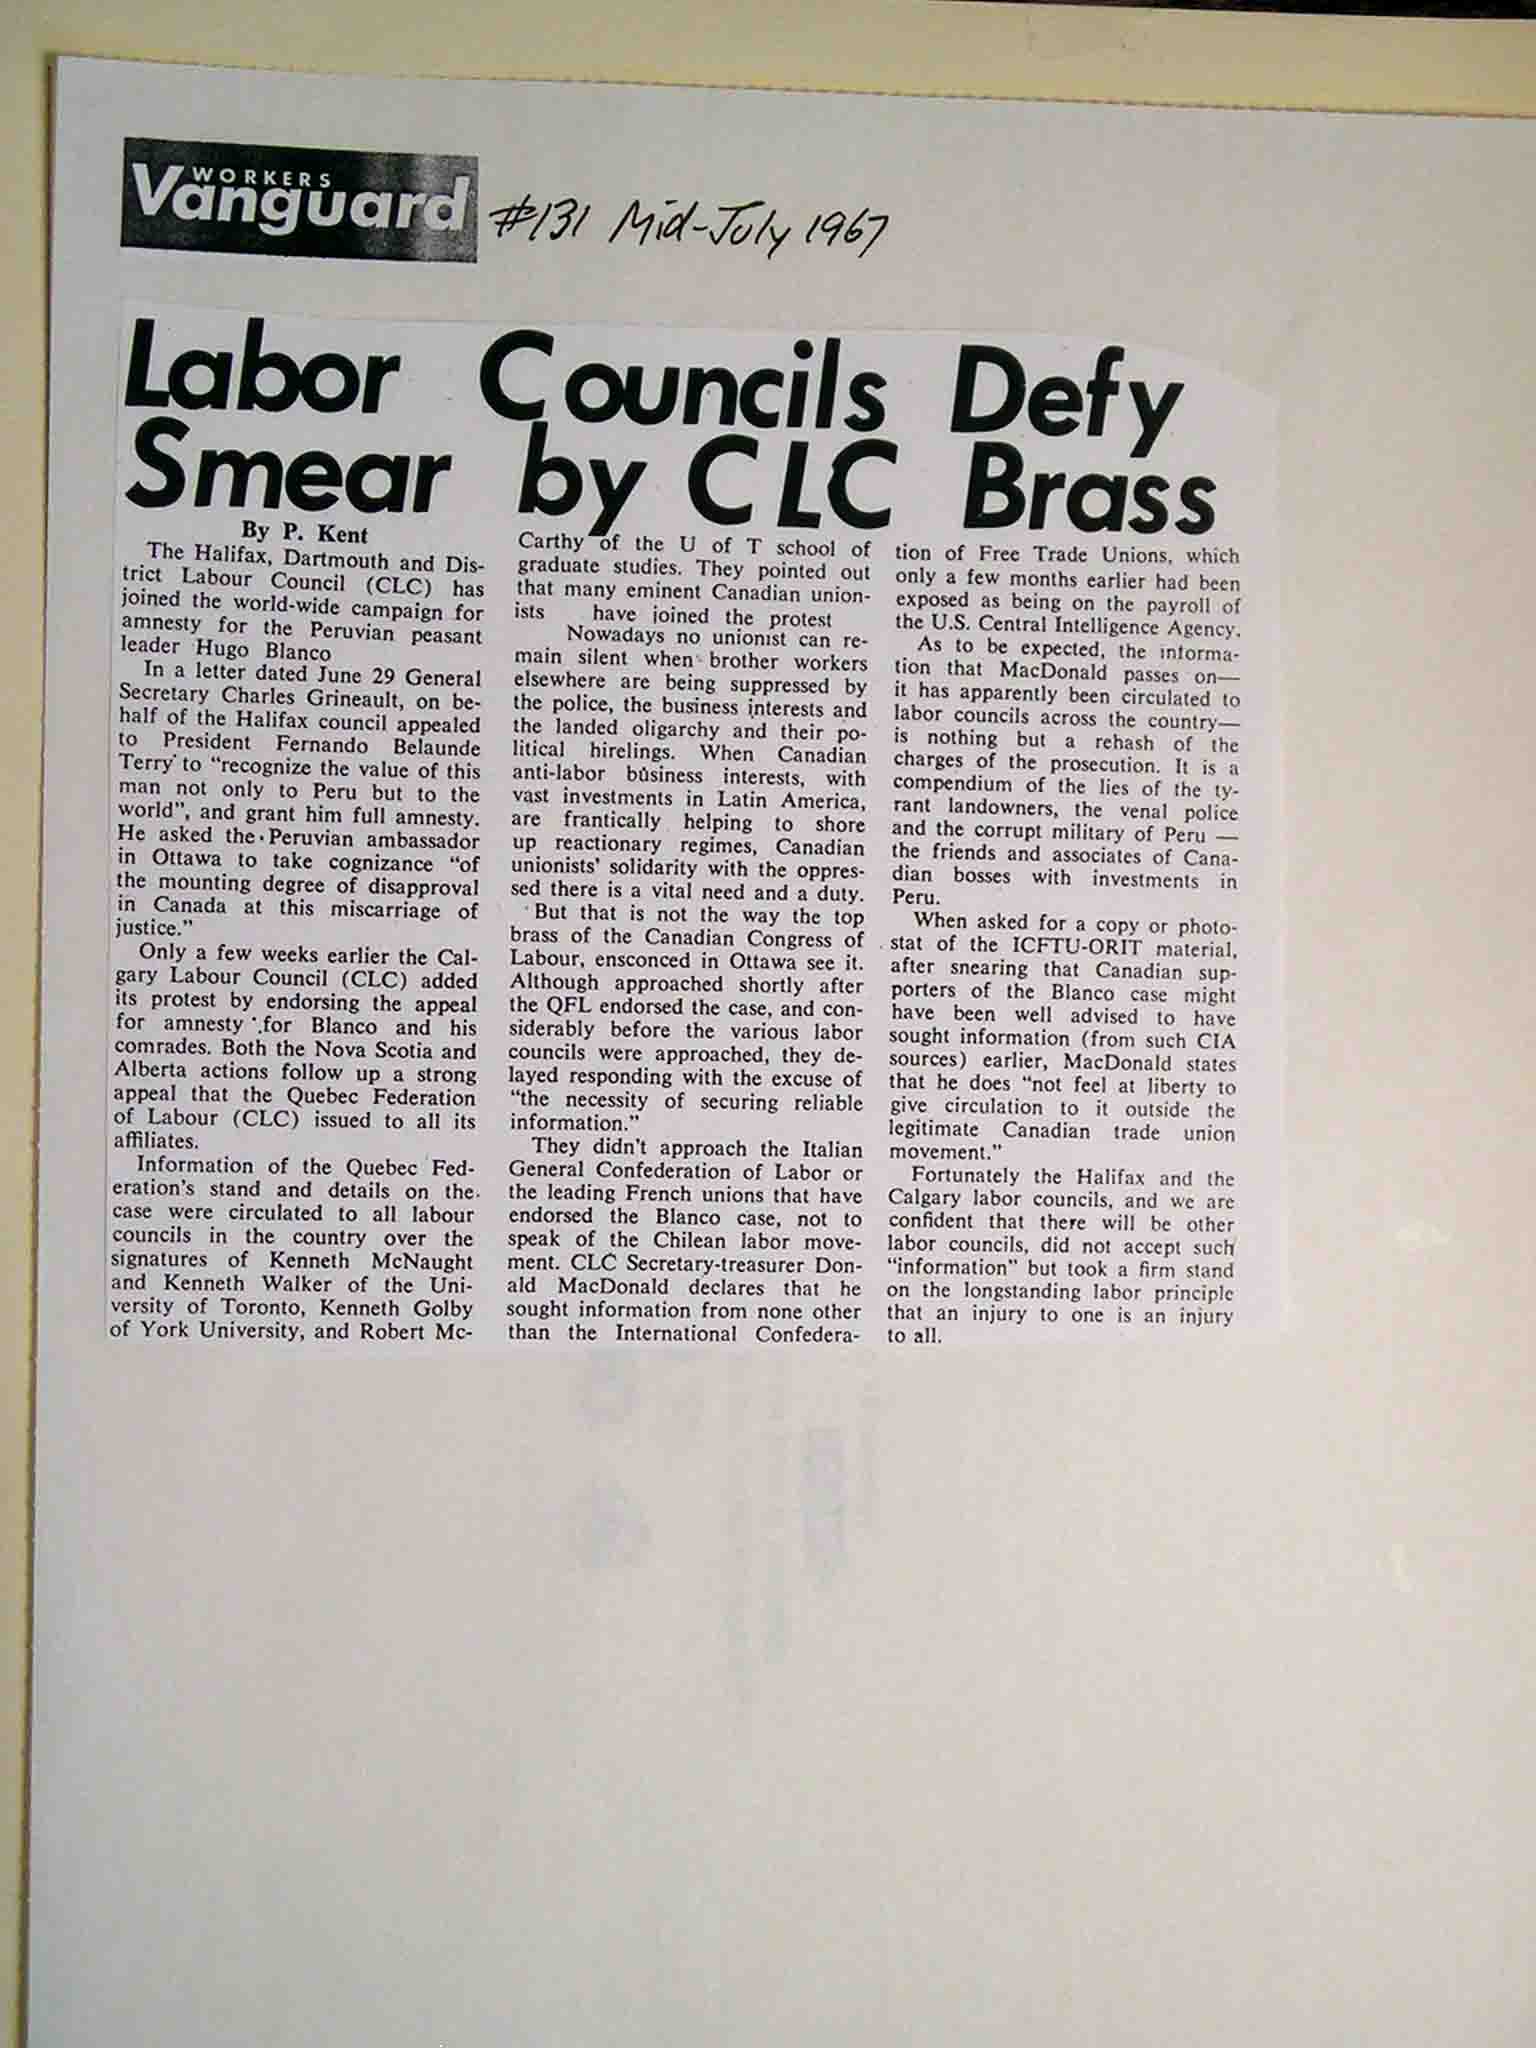 WORKERS
Vanguard
#131 Mid-July 1967
Labor Councils Defy
Smear by CLC Brass
By P. Kent
The Halifax, Dartmouth and Dis-
trict Labour Council (CLC) has
joined the world-wide campaign for
amnesty for the Peruvian peasant
leader Hugo Blanco
In a letter dated June 29 General
Secretary Charles Grineault, on be-
half of the Halifax council appealed
to President Fernando Belaunde
Terry to “recognize the value of this
man not only to Peru but to the
world”, and grant him full amnesty.
He asked the Peruvian ambassador
in Ottawa to take cognizance “of
the mounting degree of disapproval
in Canada at this miscarriage of
justice.”
Only a few weeks earlier the Cal-
gary Labour Council (CLC) added
its protest by endorsing the appeal
for amnesty for Blanco and his
comrades. Both the Nova Scotia and
Alberta actions follow up a strong
appeal that the Quebec Federation
of Labour (CLC) issued to all its
affiliates.
Information of the Quebec Fed-
eration’s stand and details on the
case were circulated to all labour
councils in the country over the
signatures of Kenneth McNaught
and Kenneth Walker of the Uni-
versity of Toronto, Kenneth Golby
of York University, and Robert Mc-
Carthy of the U of T school of
graduate studies. They pointed out
that many eminent Canadian union-
ists have joined the protest
Nowadays no unionist can re-
main silent when brother workers
elsewhere are being suppressed by
the police, the business interests and
the landed oligarchy and their po-
litical hirelings. When Canadian
anti-labor business interests, with
vast investments in Latin America,
are frantically helping to shore
up reactionary regimes, Canadian
unionists’ solidarity with the oppres-
sed there is a vital need and a duty.
But that is not the way the top
brass of the Canadian Congress of
Labour, ensconced in Ottawa see it.
Although approached shortly after
the QFL endorsed the case, and con-
siderably before the various labor
councils were approached, they de-
layed responding with the excuse of
“the necessity of securing reliable
information.”
They didn’t approach the Italian
General Confederation of Labor or
the leading French unions that have
endorsed the Blanco case, not to
speak of the Chilean labor move-
ment. CLC Secretary-treasurer Don-
ald MacDonald declares that he
sought information from none other
than the International Confedera-
tion of Free Trade Unions, which
only a few months earlier had been
exposed as being on the payroll of
the U.S. Central Intelligence Agency.
As to be expected, the informa-
tion that MacDonald passes on—
it has apparently been circulated to
labor councils across the country—
is nothing but a rehash of the
charges of the prosecution. It is a
compendium of the lies of the ty-
rant landowners, the venal police
and the corrupt military of Peru —
the friends and associates of Cana-
dian bosses with investments in
Peru.
When asked for a copy or photo-
stat of the ICFTU-ORIT material,
after snearing that Canadian sup-
porters of the Blanco case might
have been well advised to have
sought information (from such CIA
sources) earlier, MacDonald states
that he does “not feel at liberty to
give circulation to it outside the
legitimate Canadian trade union
movement.”
Fortunately the Halifax and the
Calgary labor councils, and we are
confident that there will be other
labor councils, did not accept such
“information” but took a firm stand
on the longstanding labor principle
that an injury to one is an injury
to all.